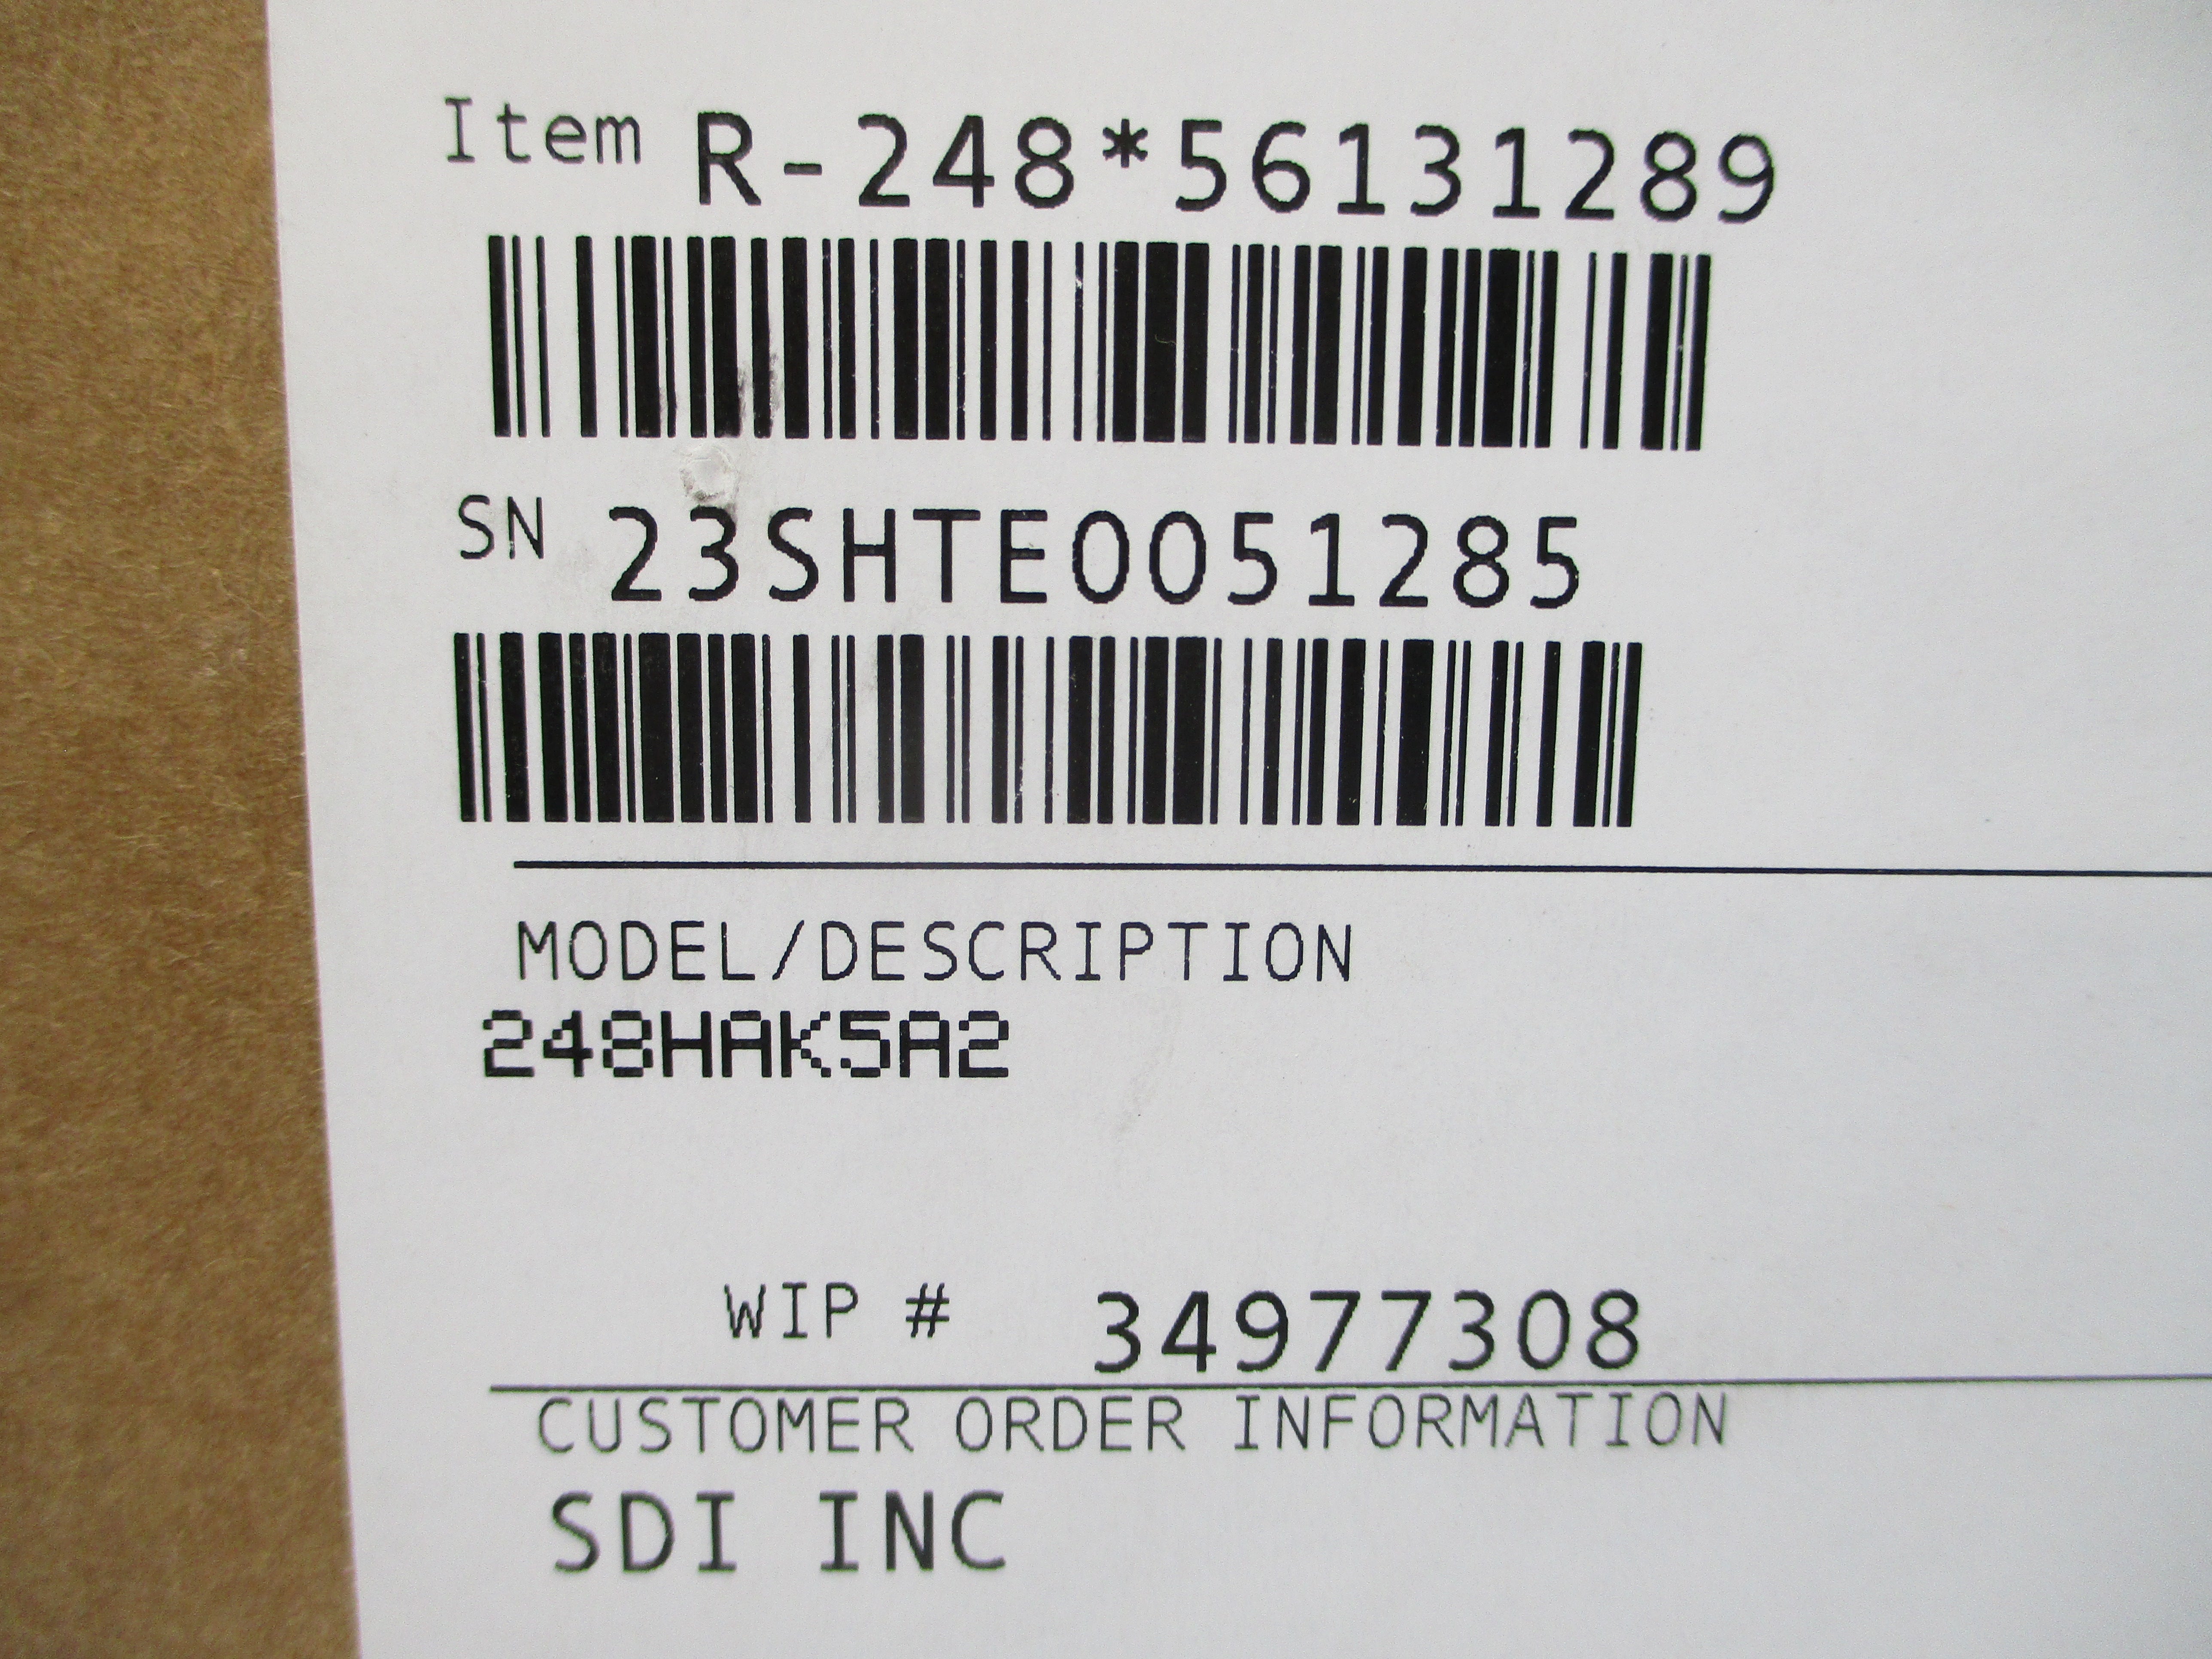 Item R-248*56131289
SN 23SHTE0051285
MODEL/DESCRIPTION
248HAK5A2
WIP # 34977308
CUSTOMER ORDER INFORMATION
SDI INC